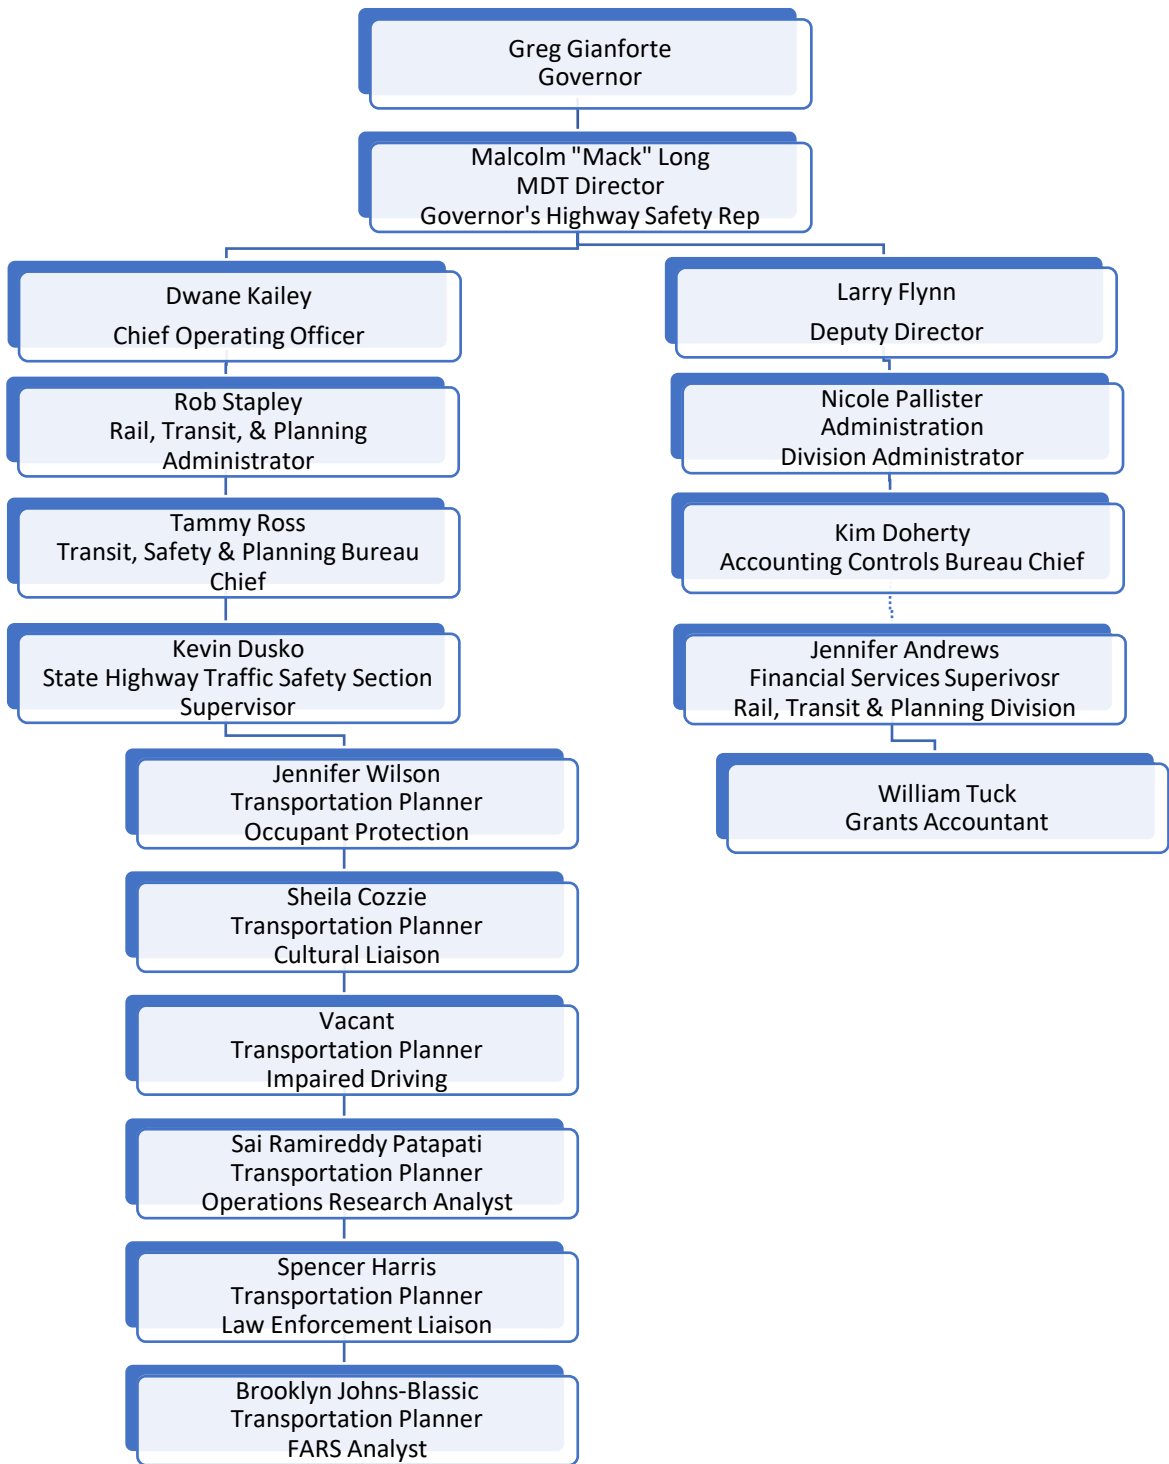 Greg Gianforte
Governor
Malcolm "Mack" Long
MDT Director
Governor's Highway Safety Rep
Dwane Kailey
Chief Operating Officer
Rob Stapley
Rail, Transit, & Planning
Administrator
Tammy Ross
Transit, Safety & Planning Bureau
Chief
Kevin Dusko
State Highway Traffic Safety Section
Supervisor
Jennifer Wilson
Transportation Planner
Occupant Protection
Sheila Cozzie
Transportation Planner
Cultural Liaison
Vacant
Transportation Planner
Impaired Driving
Sai Ramireddy Patapati
Transportation Planner
Operations Research Analyst
Spencer Harris
Transportation Planner
Law Enforcement Liaison
Brooklyn Johns-Blassic
Transportation Planner
FARS Analyst
Larry Flynn
Deputy Director
Nicole Pallister
Administration
Division Administrator
Kim Doherty
Accounting Controls Bureau Chief
Jennifer Andrews
Financial Services Superivosr
Rail, Transit & Planning Division
William Tuck
Grants Accountant